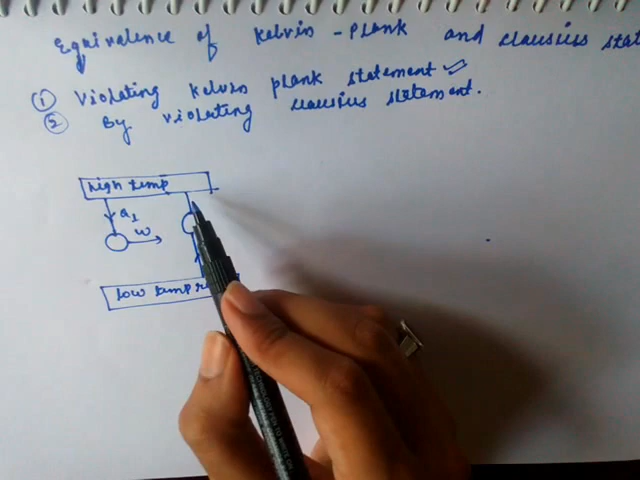 Equivalence of Kelvin - Plank and clausius stat
① Violating Kelvin plank statement ✓
② By violating clausius statement.
high temp
Q1
W
low temp r